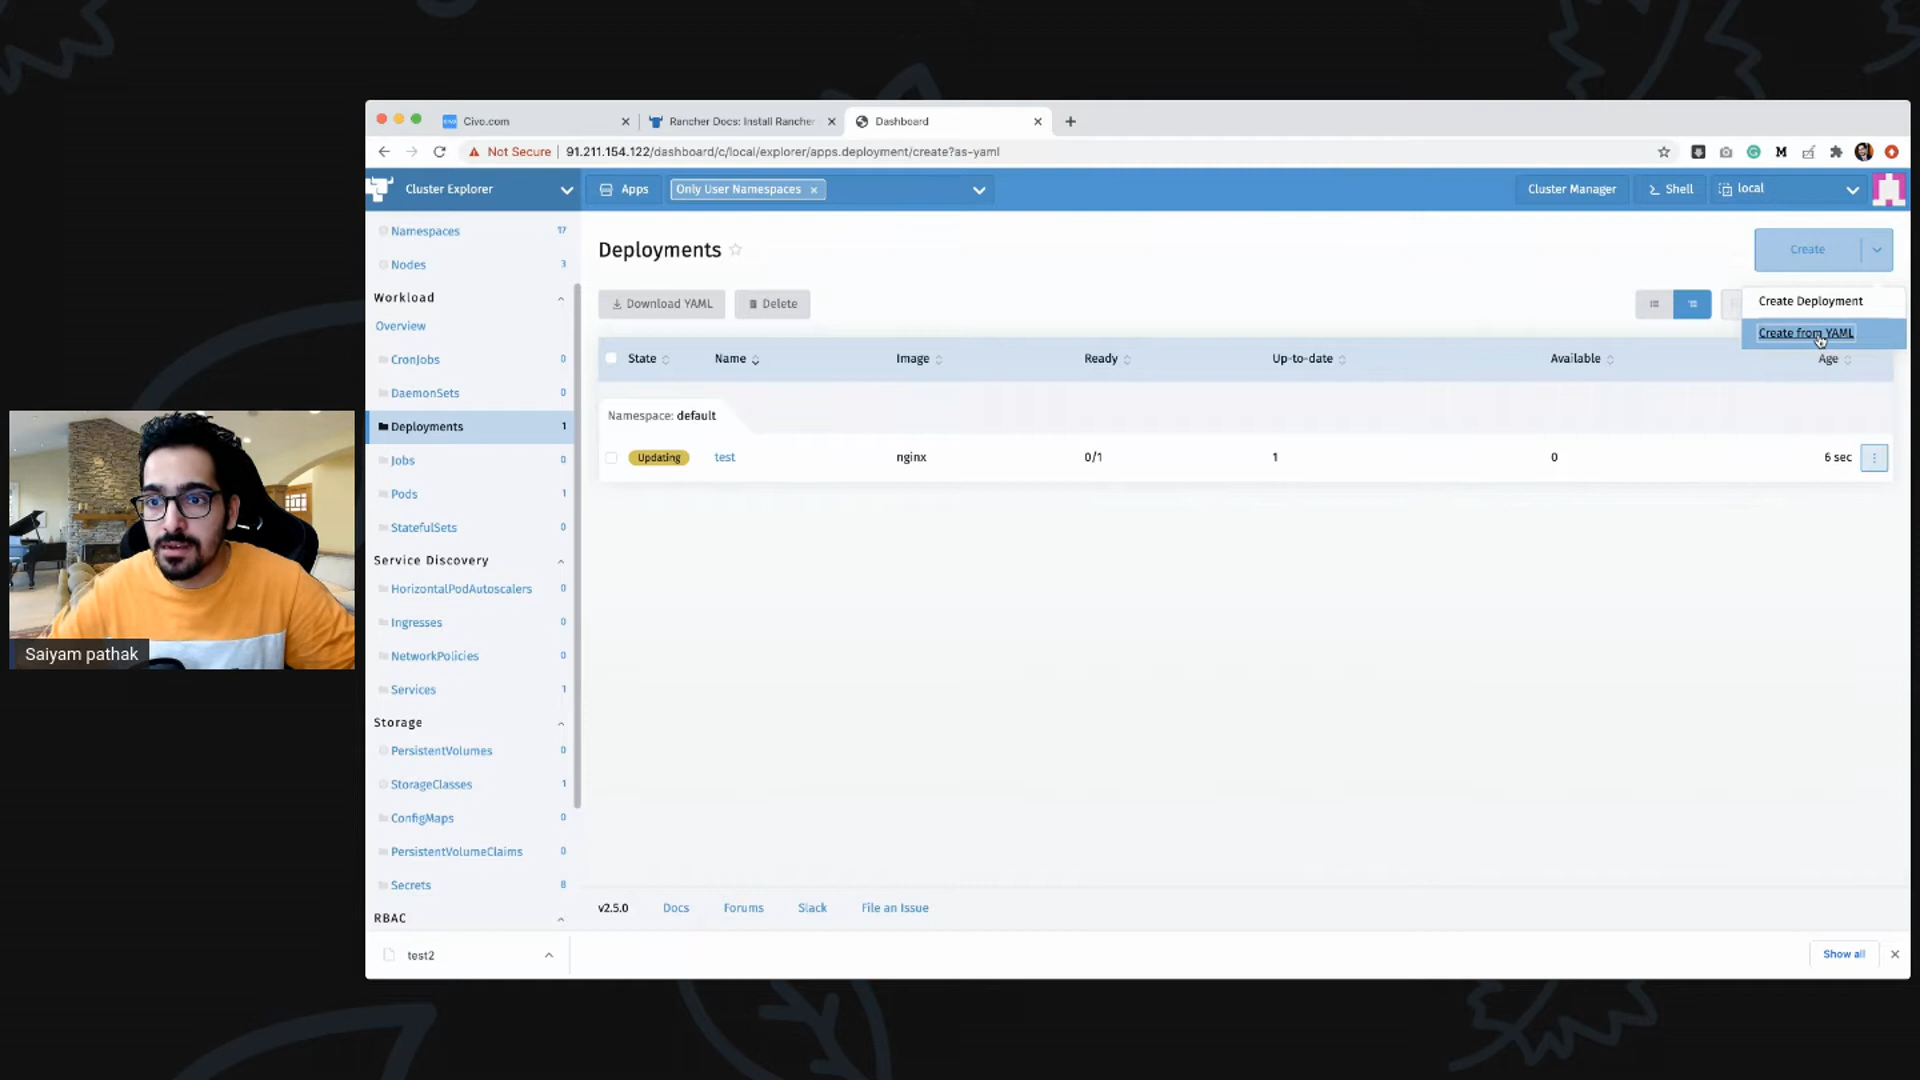 Civo.com
Rancher Docs: Install Rancher
Dashboard
Not Secure
91.211.154.122/dashboard/c/local/explorer/apps.deployment/create?as-yaml
M
Cluster Explorer
Apps
Only User Namespaces
Cluster Manager
Shell
local
Namespaces 17
Nodes 3
Workload
Overview
CronJobs 0
DaemonSets 0
Deployments 1
Jobs 0
Pods 1
StatefulSets 0
Service Discovery
HorizontalPodAutoscalers 0
Ingresses 0
NetworkPolicies 0
Services 1
Storage
PersistentVolumes 0
StorageClasses 1
ConfigMaps 0
PersistentVolumeClaims 0
Secrets 8
RBAC
Deployments
Create
Download YAML
Delete
Create Deployment
Create from YAML
State Name Image Ready Up-to-date Available Age
Namespace: default
Updating test nginx 0/1 1 0 6 sec
v2.5.0 Docs Forums Slack File an Issue
test2
Show all
Saiyam pathak